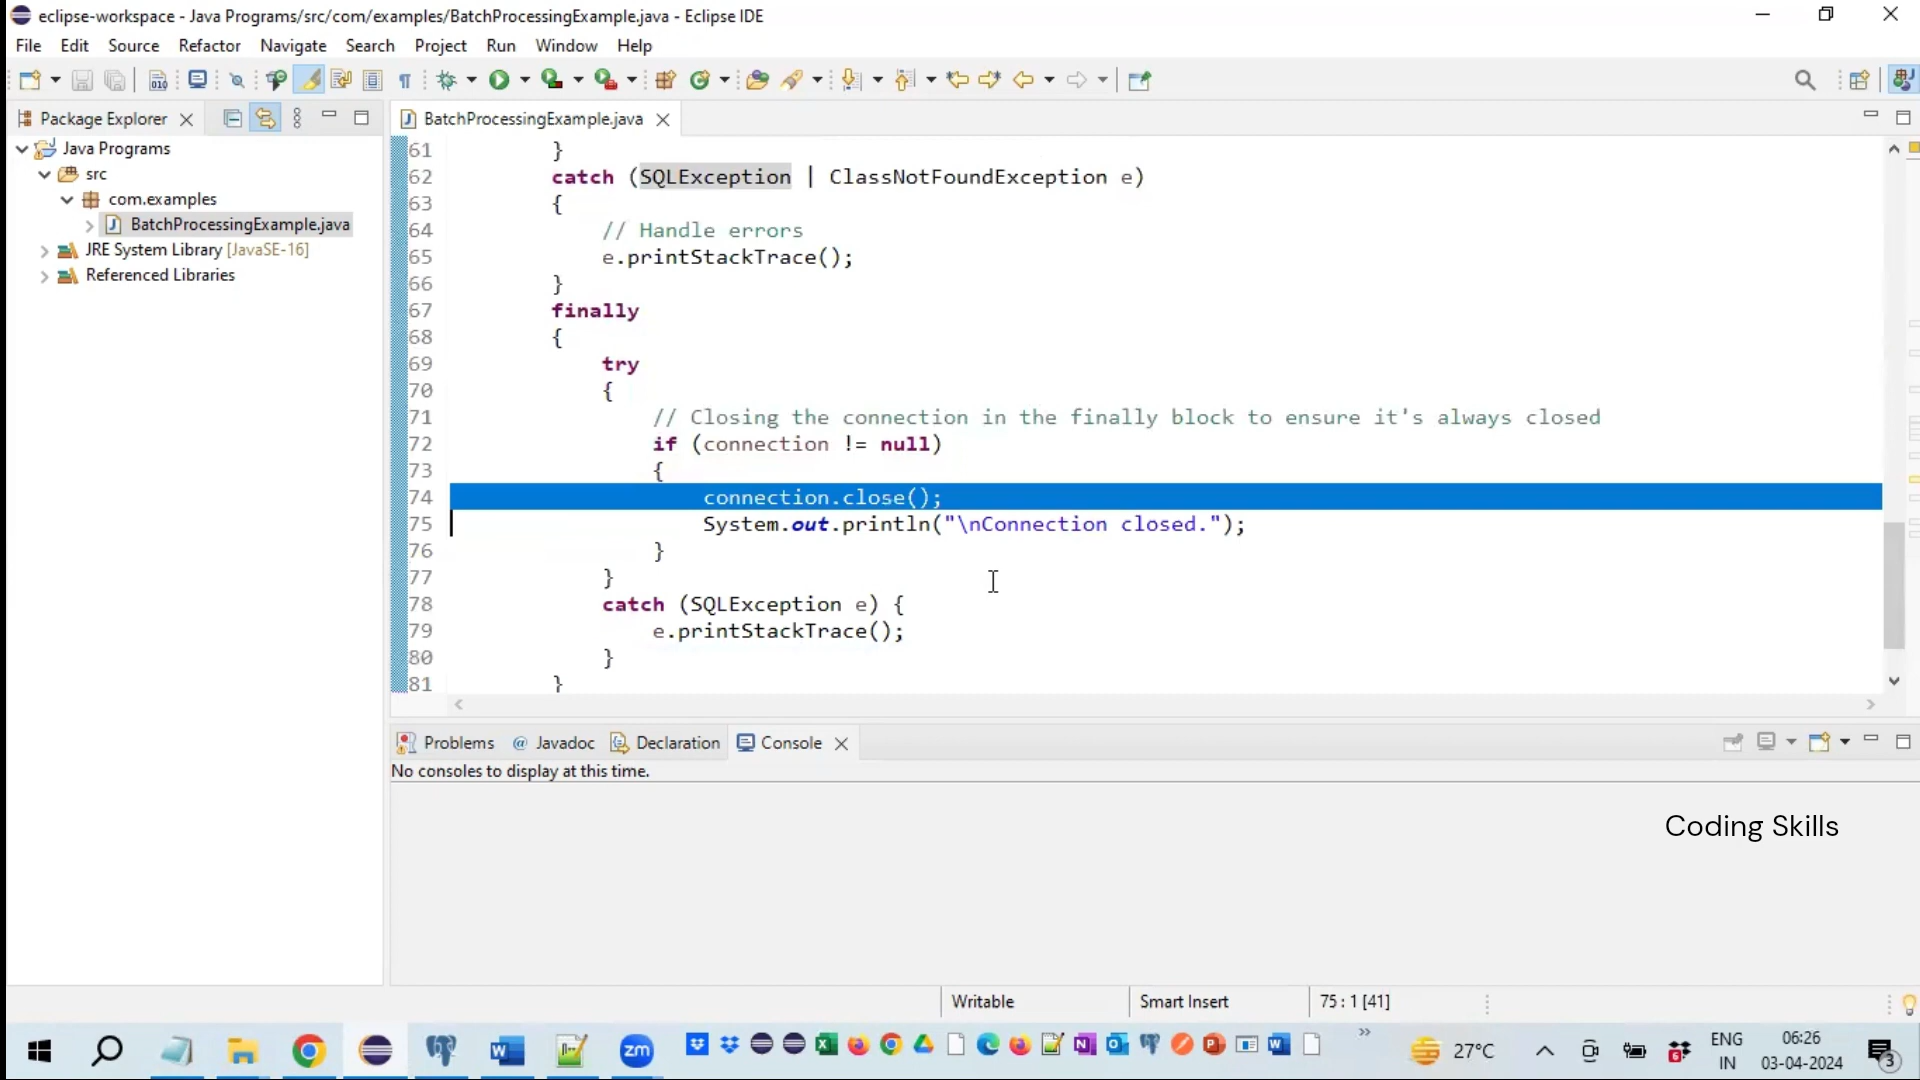 eclipse-workspace - Java Programs/src/com/examples/BatchProcessingExample.java - Eclipse IDE
File Edit Source Refactor Navigate Search Project Run Window Help
Package Explorer
BatchProcessingExample.java
Java Programs
src
com.examples
BatchProcessingExample.java
JRE System Library [JavaSE-16]
Referenced Libraries
61 }
62 catch (SQLException | ClassNotFoundException e)
63 {
64 // Handle errors
65 e.printStackTrace();
66 }
67 finally
68 {
69 try
70 {
71 // Closing the connection in the finally block to ensure it's always closed
72 if (connection != null)
73 {
74 connection.close();
75 System.out.println("\nConnection closed.");
76 }
77 }
78 catch (SQLException e) {
79 e.printStackTrace();
80 }
81 }
Problems @ Javadoc Declaration Console
No consoles to display at this time.
Coding Skills
Writable Smart Insert 75 : 1 [41]
zm
27°C
ENG
IN
06:26
03-04-2024
3